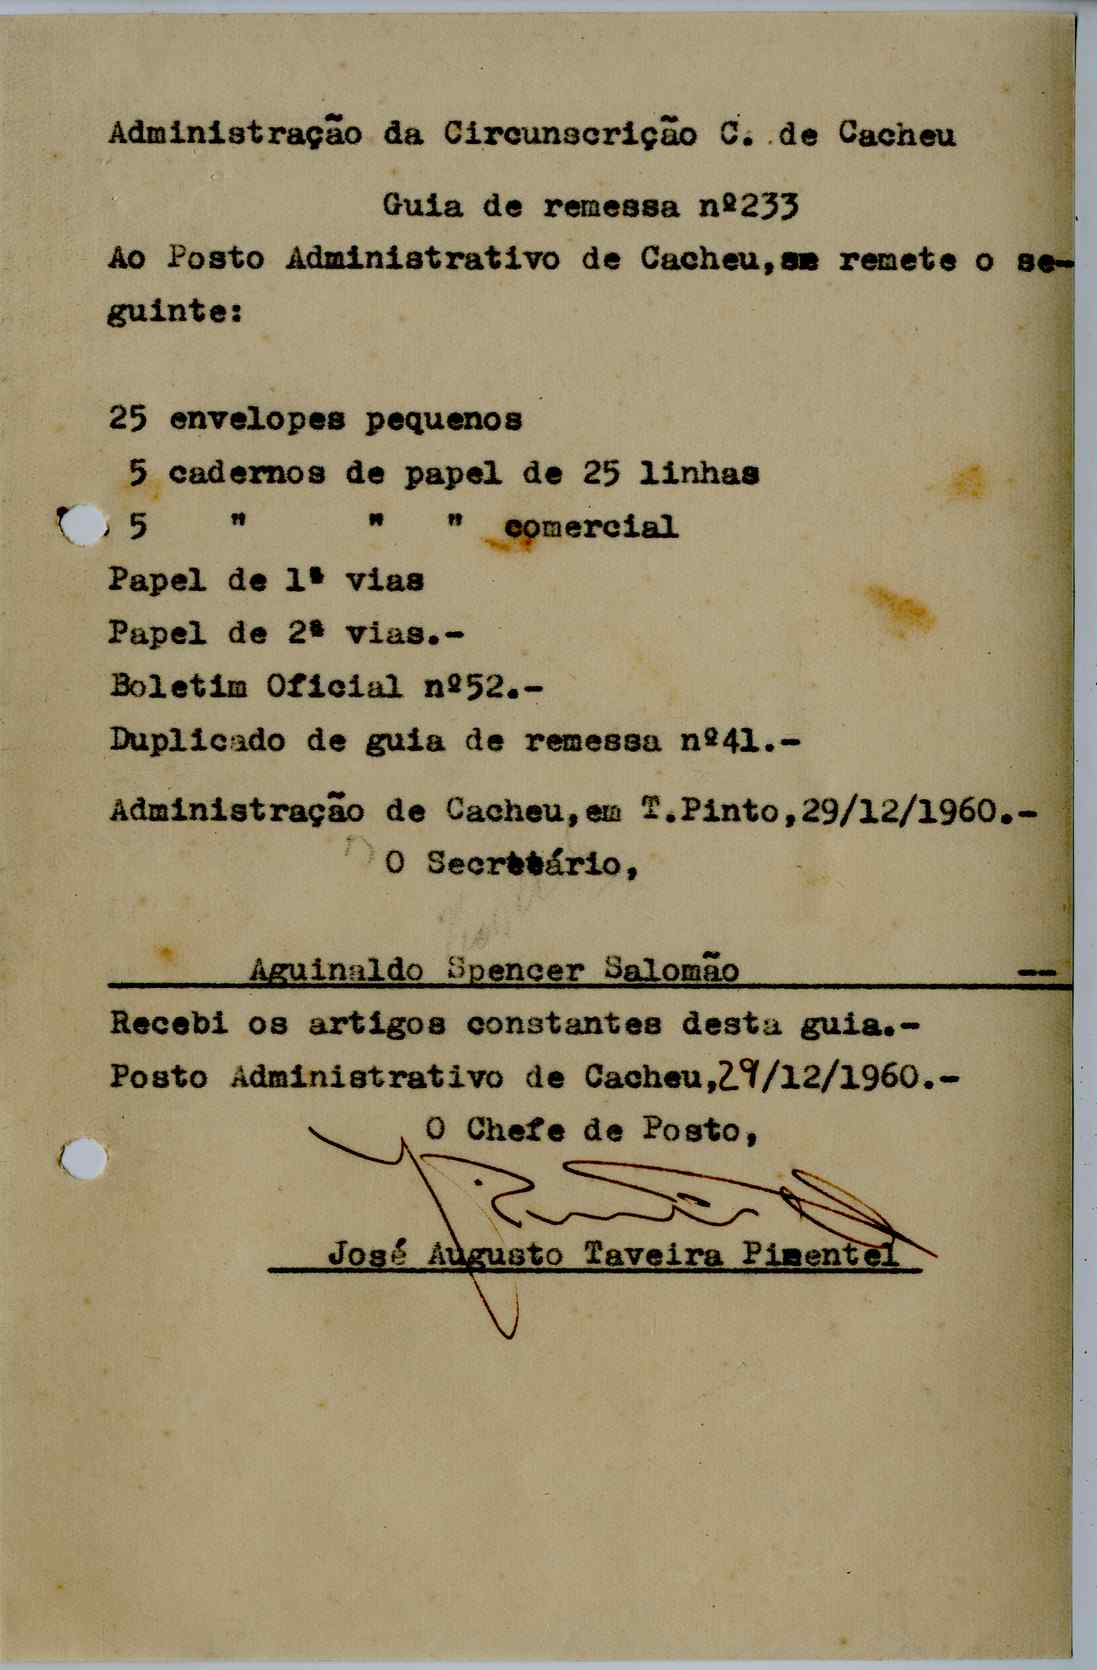 Administração da Circunscrição C. de Cacheu
Guia de remessa nº233
Ao Posto Administrativo de Cacheu,se remete o se-
guinte:
25 envelopes pequenos
5 cadernos de papel de 25 linhas
5 " " " comercial
Papel de 1ª vias
Papel de 2ª vias.-
Boletim Oficial nº52.-
Duplicado de guia de remessa nº41.-
Administração de Cacheu,em T.Pinto,29/12/1960.-
O Secretário,
Aguinaldo Spencer Salomão --
Recebi os artigos constantes desta guia.-
Posto Administrativo de Cacheu,29/12/1960.-
O Chefe de Posto,
José Augusto Taveira Pimentel